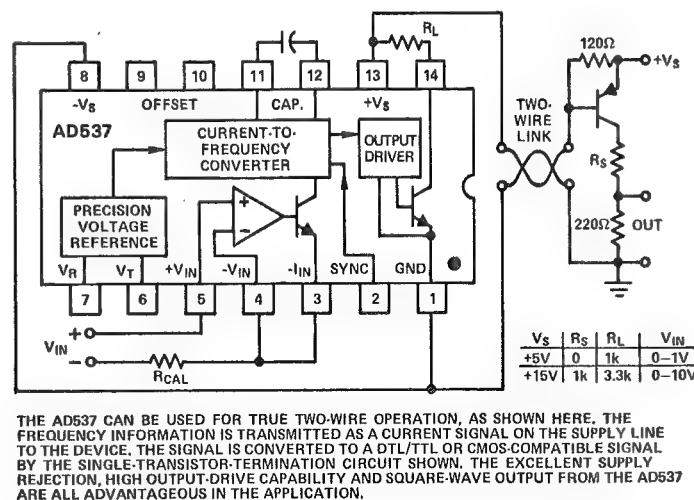 RL
8 9 10 11 12 13 14
-VS OFFSET CAP. +VS
AD537
CURRENT-TO-
FREQUENCY
CONVERTER
OUTPUT
DRIVER
PRECISION
VOLTAGE
REFERENCE
+
−
VR VT +VIN -VIN -IIN SYNC GND
7 6 5 4 3 2 1
+
VIN
−
RCAL
TWO-
WIRE
LINK
120Ω
+VS
RS
220Ω
OUT
VS RS RL VIN
+5V 0 1k 0–1V
+15V 1k 3.3k 0–10V
THE AD537 CAN BE USED FOR TRUE TWO-WIRE OPERATION, AS SHOWN HERE. THE
FREQUENCY INFORMATION IS TRANSMITTED AS A CURRENT SIGNAL ON THE SUPPLY LINE
TO THE DEVICE. THE SIGNAL IS CONVERTED TO A DTL/TTL OR CMOS-COMPATIBLE SIGNAL
BY THE SINGLE-TRANSISTOR-TERMINATION CIRCUIT SHOWN. THE EXCELLENT SUPPLY
REJECTION, HIGH OUTPUT-DRIVE CAPABILITY AND SQUARE-WAVE OUTPUT FROM THE AD537
ARE ALL ADVANTAGEOUS IN THE APPLICATION.